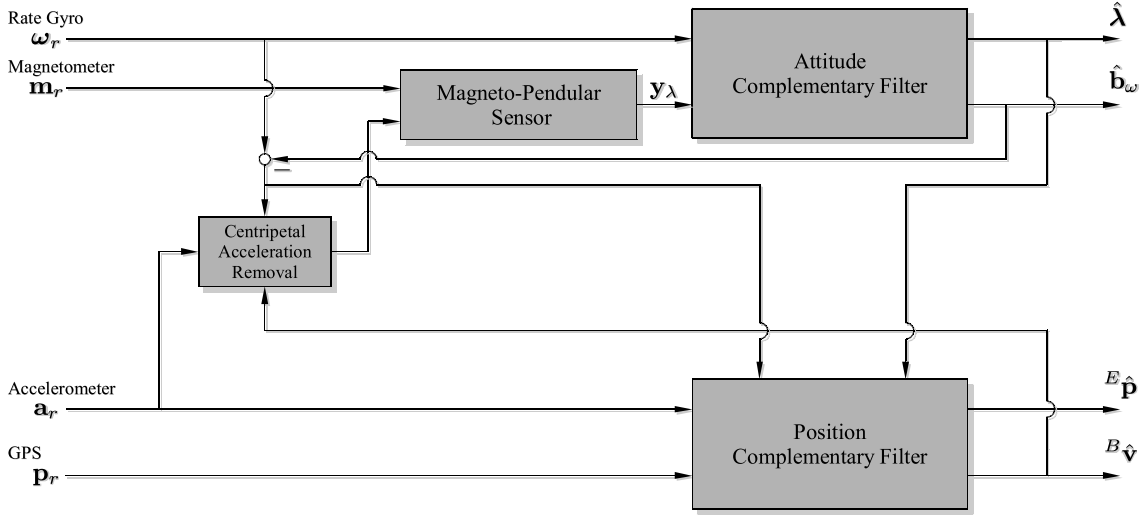 Rate Gyro
ω_r
Magnetometer
m_r
Magneto-Pendular
Sensor
y_λ
Attitude
Complementary Filter
λ̂
b̂_ω
−
Centripetal
Acceleration
Removal
Accelerometer
a_r
GPS
p_r
Position
Complementary Filter
^E p̂
^B v̂